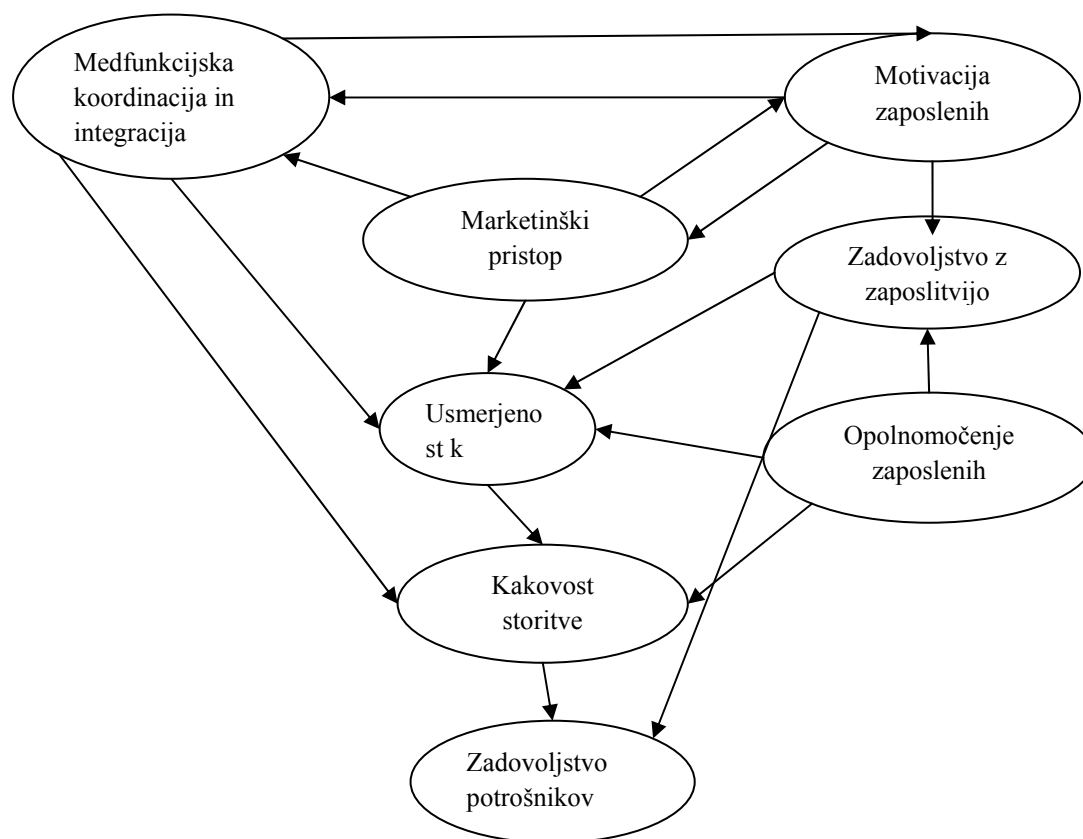 Medfunkcijska
koordinacija in
integracija
Motivacija
zaposlenih
Marketinški
pristop
Zadovoljstvo z
zaposlitvijo
Usmerjeno
st k
Opolnomočenje
zaposlenih
Kakovost
storitve
Zadovoljstvo
potrošnikov